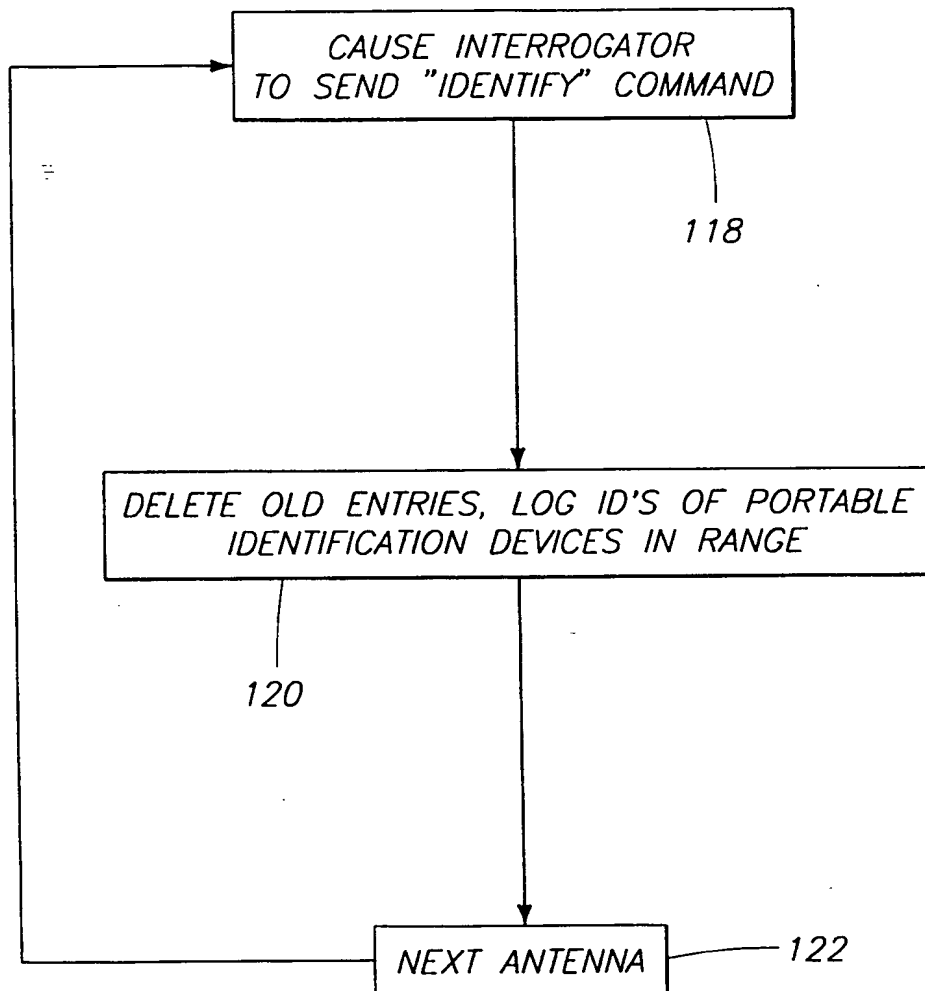 CAUSE INTERROGATOR
TO SEND "IDENTIFY" COMMAND
118
DELETE OLD ENTRIES, LOG ID'S OF PORTABLE
IDENTIFICATION DEVICES IN RANGE
120
NEXT ANTENNA
122